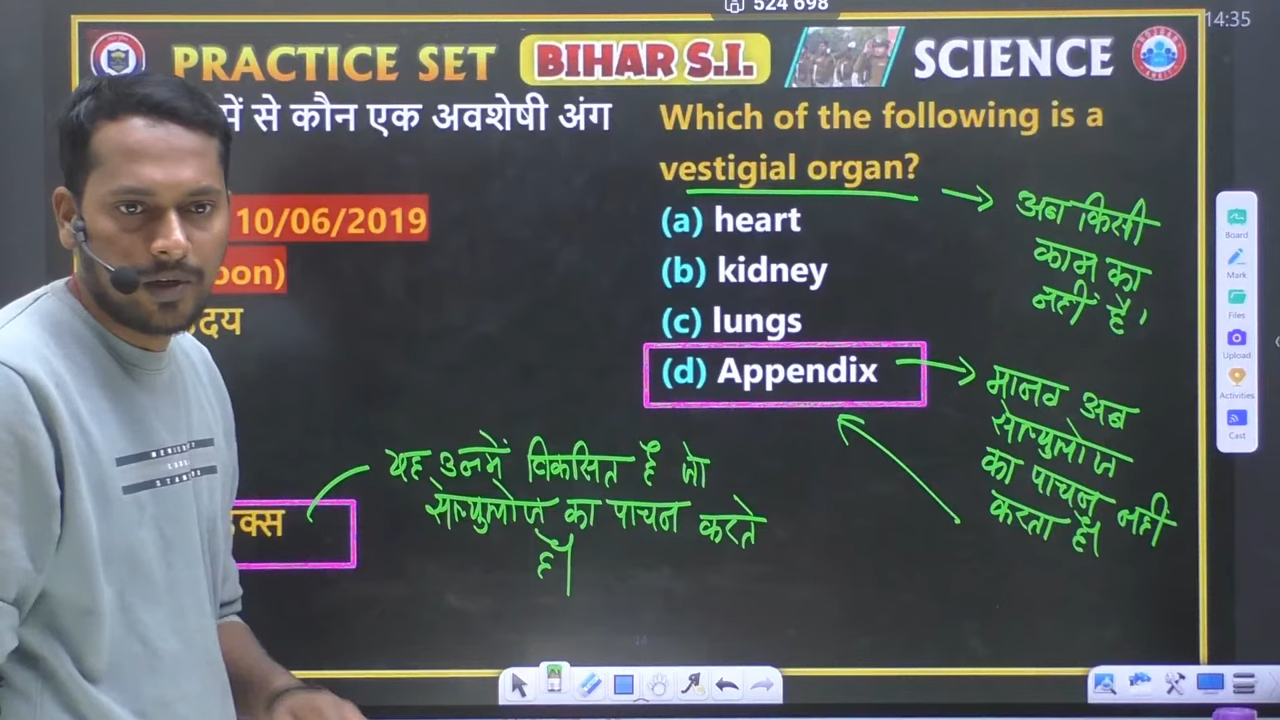 524 698
14:35
PRACTICE SET BIHAR S.I. SCIENCE
में से कौन एक अवशेषी अंग
10/06/2019
oon)
दय
क्स
Which of the following is a
vestigial organ?
(a) heart
(b) kidney
(c) lungs
(d) Appendix
अब किसी
काम का
नहीं है।
मानव अब
सेल्युलोज
का पाचन नहीं
करता है।
यह उनमें विकसित है जो
सेल्युलोज का पाचन करते
है।
Board
Mark
Files
Upload
Activities
Cast